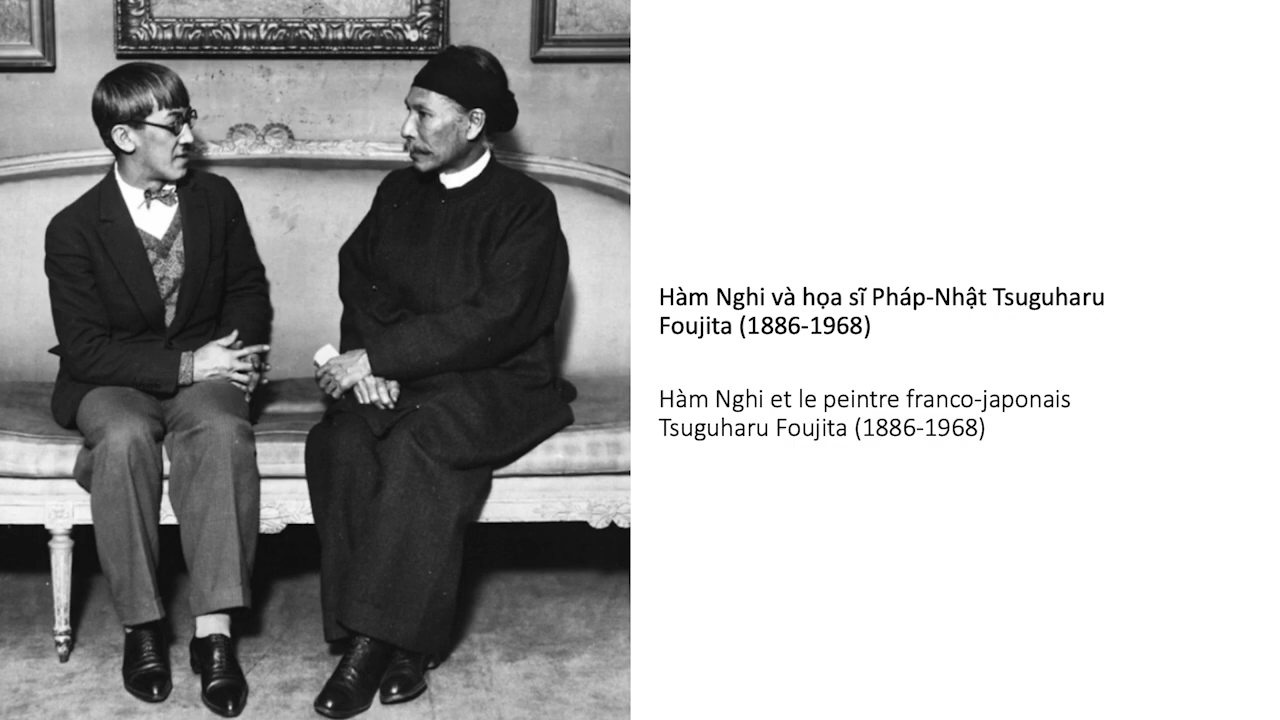 Hàm Nghi và họa sĩ Pháp-Nhật Tsuguharu
Foujita (1886-1968)
Hàm Nghi et le peintre franco-japonais
Tsuguharu Foujita (1886-1968)